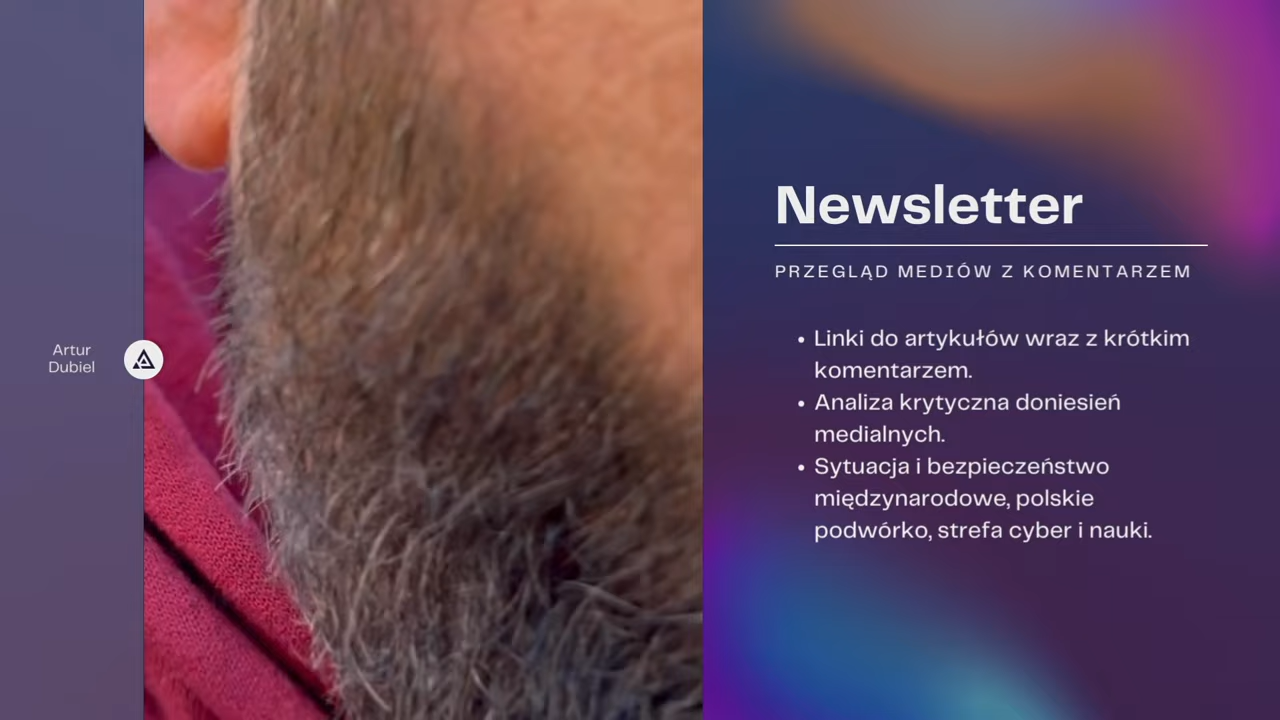 Artur
Dubiel
Newsletter
PRZEGLĄD MEDIÓW Z KOMENTARZEM
• Linki do artykułów wraz z krótkim
komentarzem.
• Analiza krytyczna doniesień
medialnych.
• Sytuacja i bezpieczeństwo
międzynarodowe, polskie
podwórko, strefa cyber i nauki.